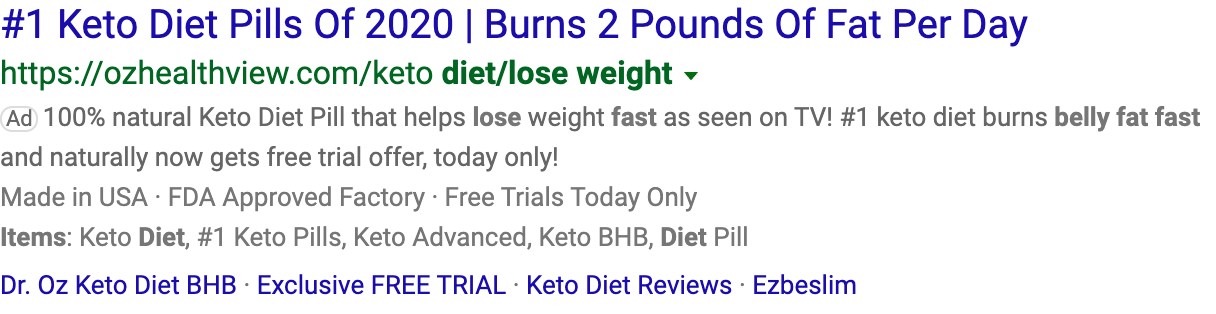 #1 Keto Diet Pills Of 2020 | Burns 2 Pounds Of Fat Per Day
https://ozhealthview.com/keto diet/lose weight
Ad 100% natural Keto Diet Pill that helps lose weight fast as seen on TV! #1 keto diet burns belly fat fast
and naturally now gets free trial offer, today only!
Made in USA · FDA Approved Factory · Free Trials Today Only
Items: Keto Diet, #1 Keto Pills, Keto Advanced, Keto BHB, Diet Pill
Dr. Oz Keto Diet BHB · Exclusive FREE TRIAL · Keto Diet Reviews · Ezbeslim